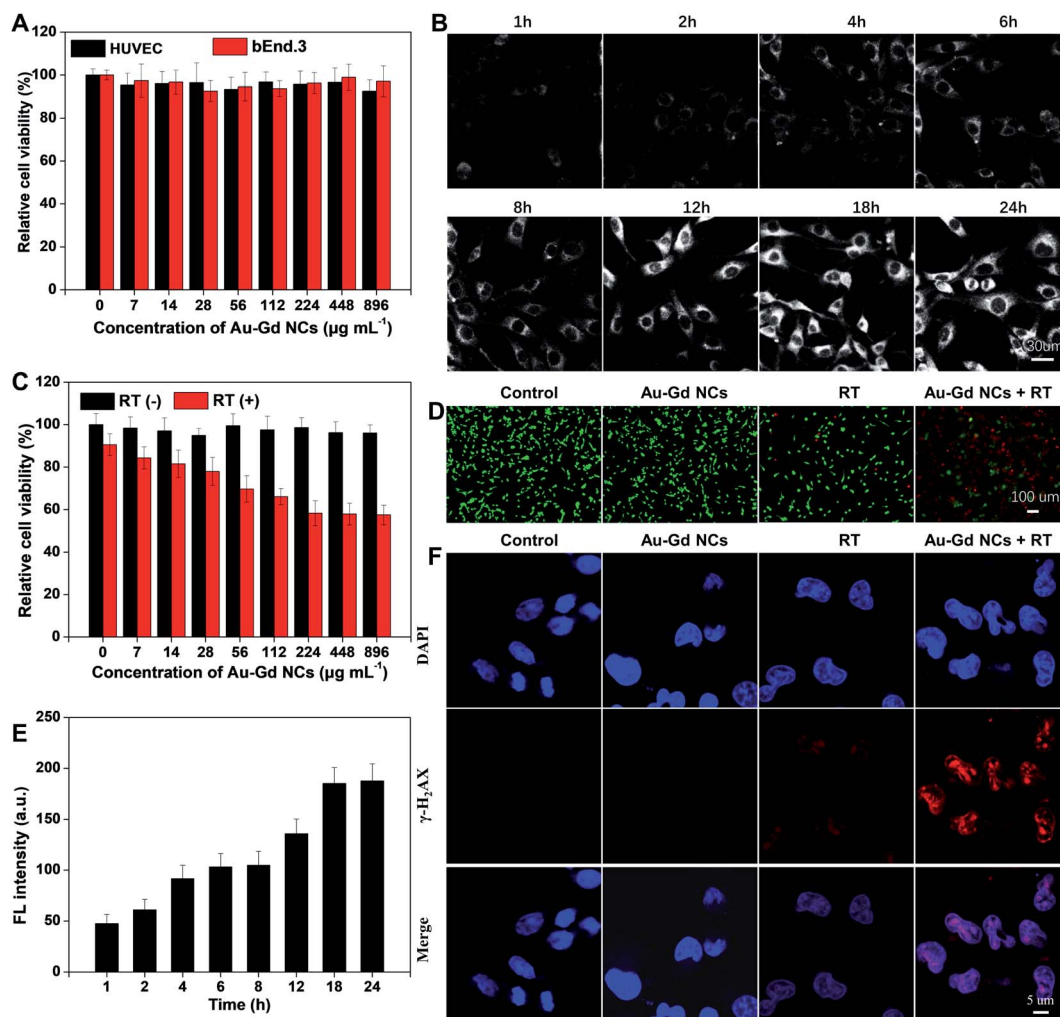 A
HUVEC bEnd.3
Relative cell viability (%)
120
100
80
60
40
20
0
0 7 14 28 56 112 224 448 896
Concentration of Au-Gd NCs (μg mL⁻¹)
B
1h 2h 4h 6h
8h 12h 18h 24h
30um
C
RT (-) RT (+)
Relative cell viability (%)
120
100
80
60
40
20
0
0 7 14 28 56 112 224 448 896
Concentration of Au-Gd NCs (μg mL⁻¹)
D
Control Au-Gd NCs RT Au-Gd NCs + RT
100 um
E
FL intensity (a.u.)
250
200
150
100
50
0
1 2 4 6 8 12 18 24
Time (h)
F
Control Au-Gd NCs RT Au-Gd NCs + RT
DAPI
γ-H₂AX
Merge
5 um